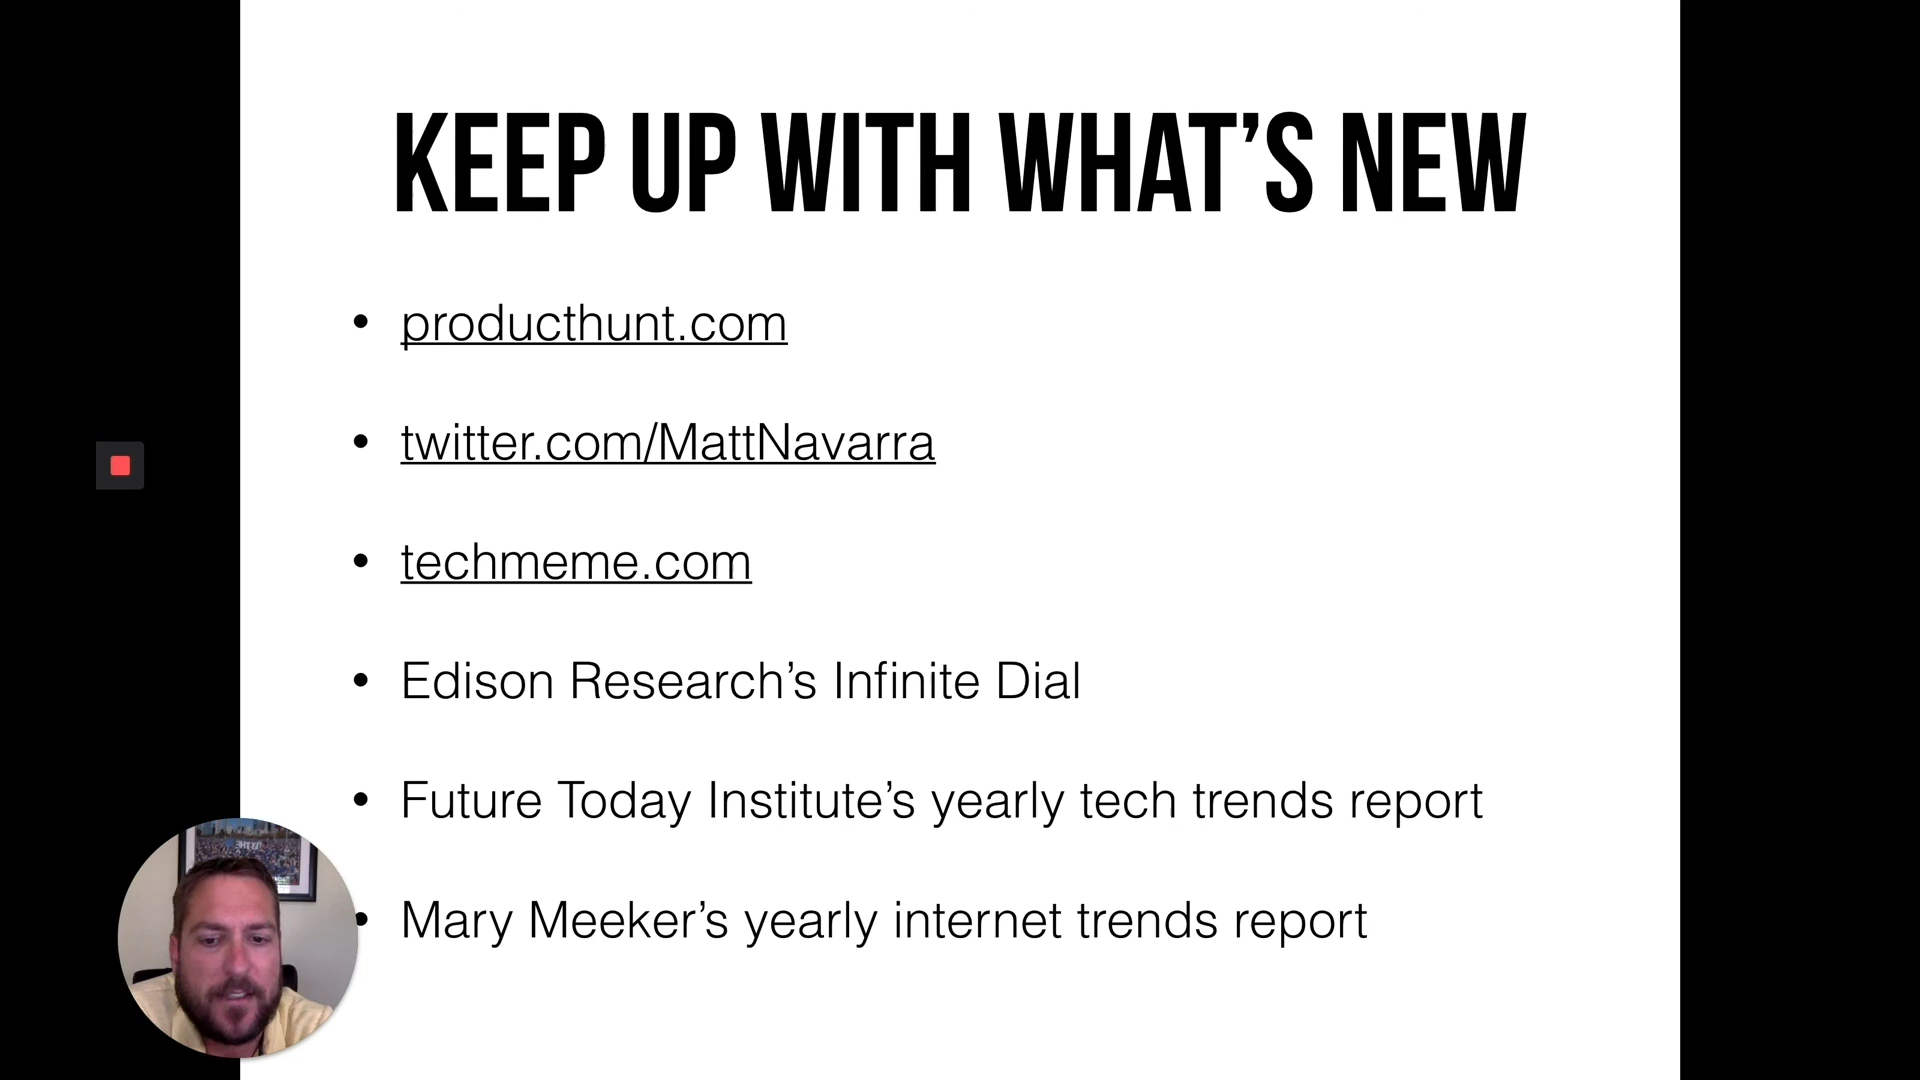 KEEP UP WITH WHAT’S NEW
• producthunt.com
• twitter.com/MattNavarra
• techmeme.com
• Edison Research’s Infinite Dial
• Future Today Institute’s yearly tech trends report
• Mary Meeker’s yearly internet trends report